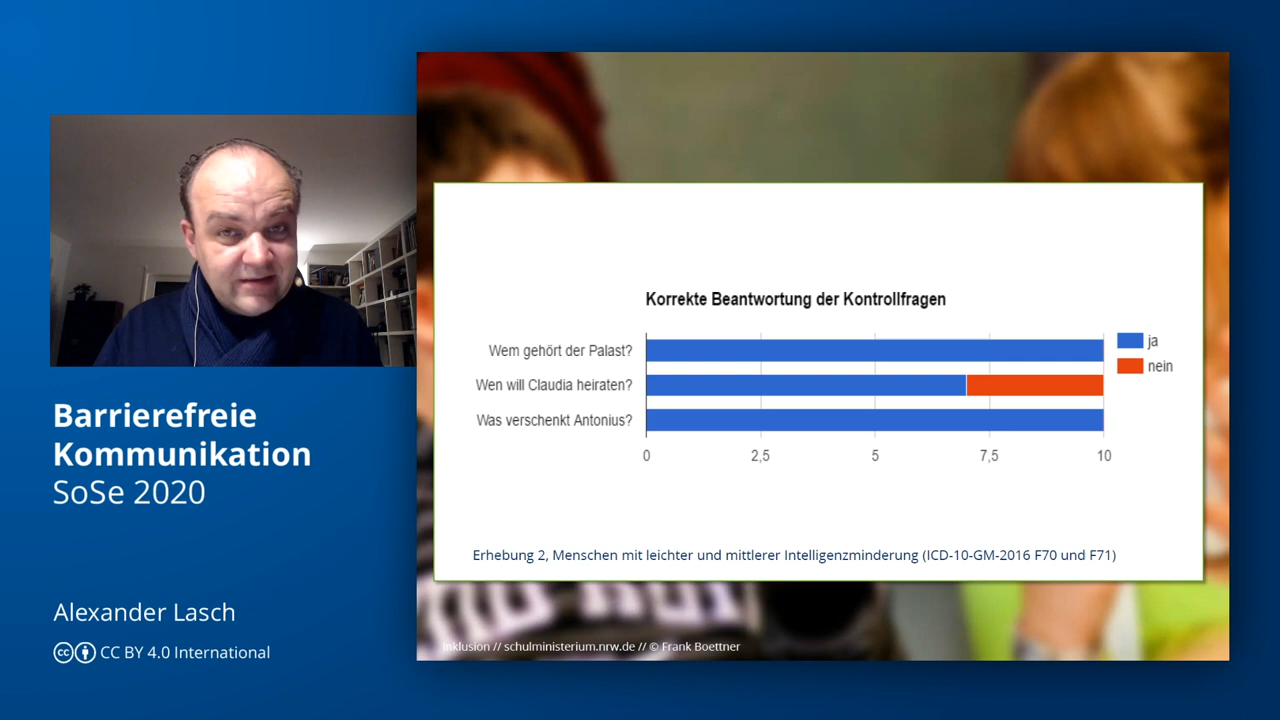 Barrierefreie
Kommunikation
SoSe 2020
Alexander Lasch
CC BY 4.0 International
Korrekte Beantwortung der Kontrollfragen
Wem gehört der Palast?
Wen will Claudia heiraten?
Was verschenkt Antonius?
0 2,5 5 7,5 10
ja
nein
Erhebung 2, Menschen mit leichter und mittlerer Intelligenzminderung (ICD-10-GM-2016 F70 und F71)
Inklusion // schulministerium.nrw.de // © Frank Boettner